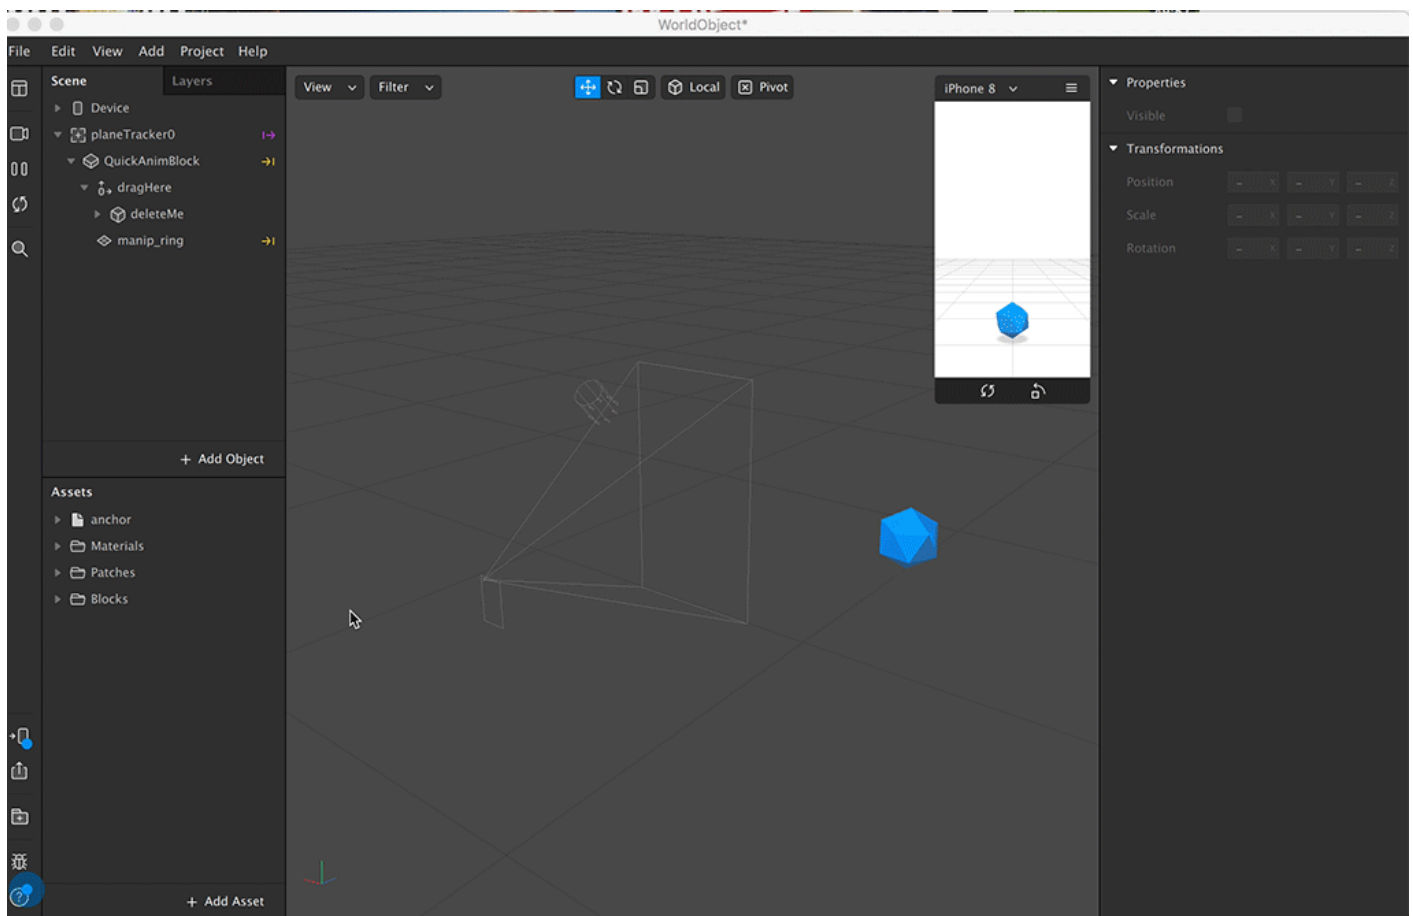 WorldObject*
File Edit View Add Project Help
Scene Layers
Device
planeTracker0
QuickAnimBlock
dragHere
deleteMe
manip_ring
+ Add Object
Assets
anchor
Materials
Patches
Blocks
+ Add Asset
View Filter Local Pivot
iPhone 8
Properties
Visible
Transformations
Position - X - Y - Z
Scale - X - Y - Z
Rotation - X - Y - Z